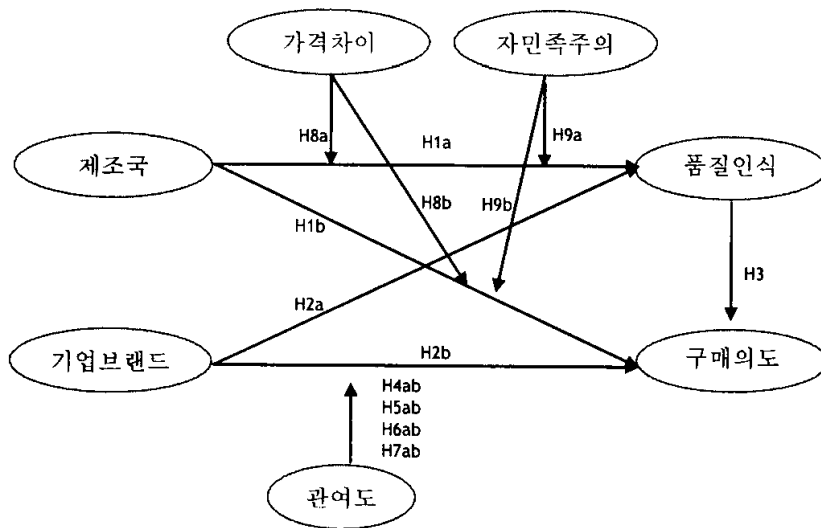 가격차이
자민족주의
H8a
H1a
H9a
제조국
품질인식
H8b
H9b
H1b
H3
H2a
기업브랜드
H2b
구매의도
H4ab
H5ab
H6ab
H7ab
관여도